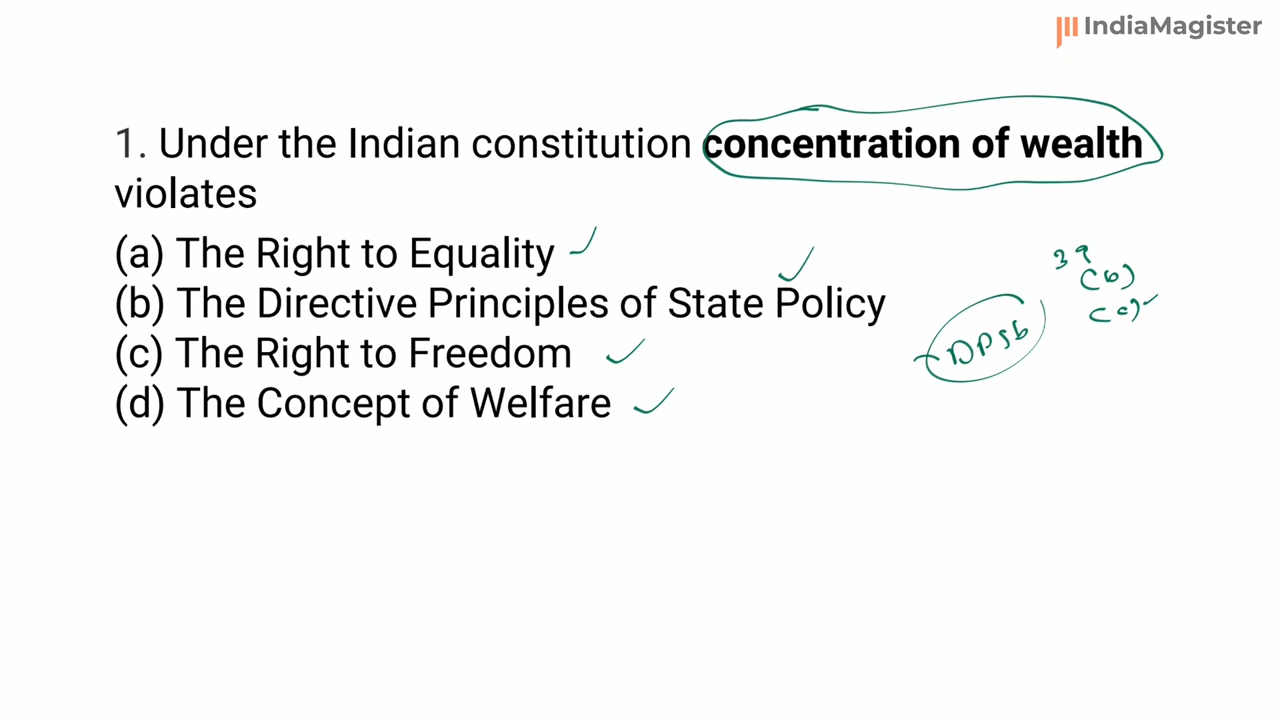 IndiaMagister
1. Under the Indian constitution concentration of wealth
violates
(a) The Right to Equality
(b) The Directive Principles of State Policy
(c) The Right to Freedom
(d) The Concept of Welfare
39
(b)
(c)
DPSP